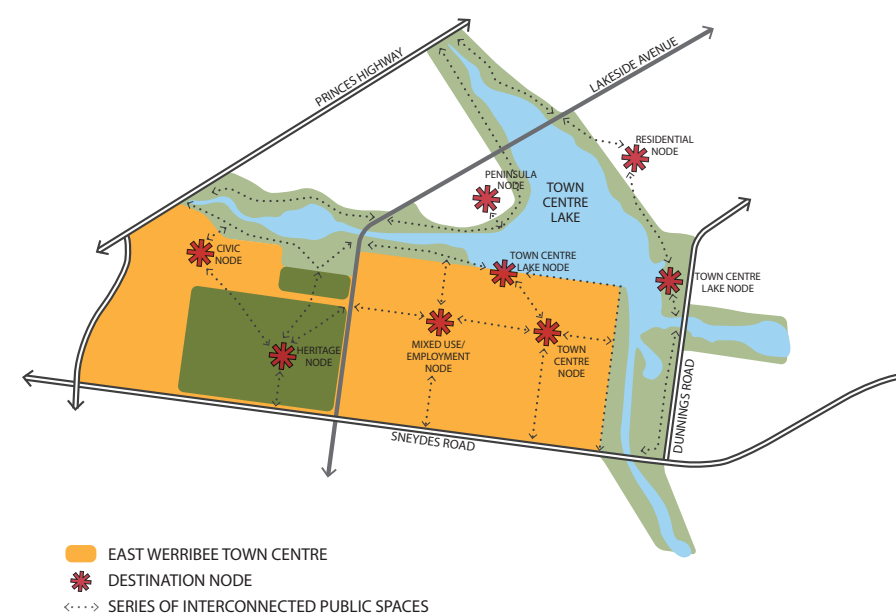 PRINCES HIGHWAY
LAKESIDE AVENUE
RESIDENTIAL
NODE
PENINSULA
NODE
TOWN
CENTRE
LAKE
CIVIC
NODE
TOWN CENTRE
LAKE NODE
TOWN CENTRE
LAKE NODE
HERITAGE
NODE
MIXED USE/
EMPLOYMENT
NODE
TOWN
CENTRE
NODE
DUNNINGS ROAD
SNEYDES ROAD
EAST WERRIBEE TOWN CENTRE
DESTINATION NODE
SERIES OF INTERCONNECTED PUBLIC SPACES